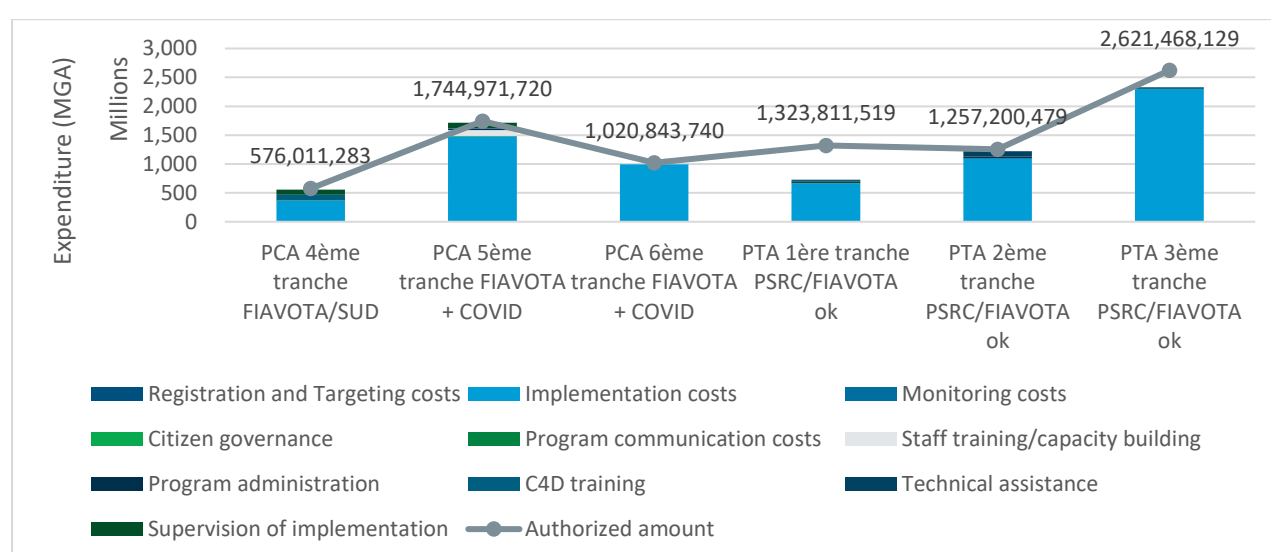 Expenditure (MGA)
Millions
3,000
2,500
2,000
1,500
1,000
500
0
576,011,283
1,744,971,720
1,020,843,740
1,323,811,519
1,257,200,479
2,621,468,129
PCA 4ème
tranche
FIAVOTA/SUD
PCA 5ème
tranche FIAVOTA
+ COVID
PCA 6ème
tranche FIAVOTA
+ COVID
PTA 1ère tranche
PSRC/FIAVOTA
ok
PTA 2ème
tranche
PSRC/FIAVOTA
ok
PTA 3ème
tranche
PSRC/FIAVOTA
ok
Registration and Targeting costs
Implementation costs
Monitoring costs
Citizen governance
Program communication costs
Staff training/capacity building
Program administration
C4D training
Technical assistance
Supervision of implementation
Authorized amount